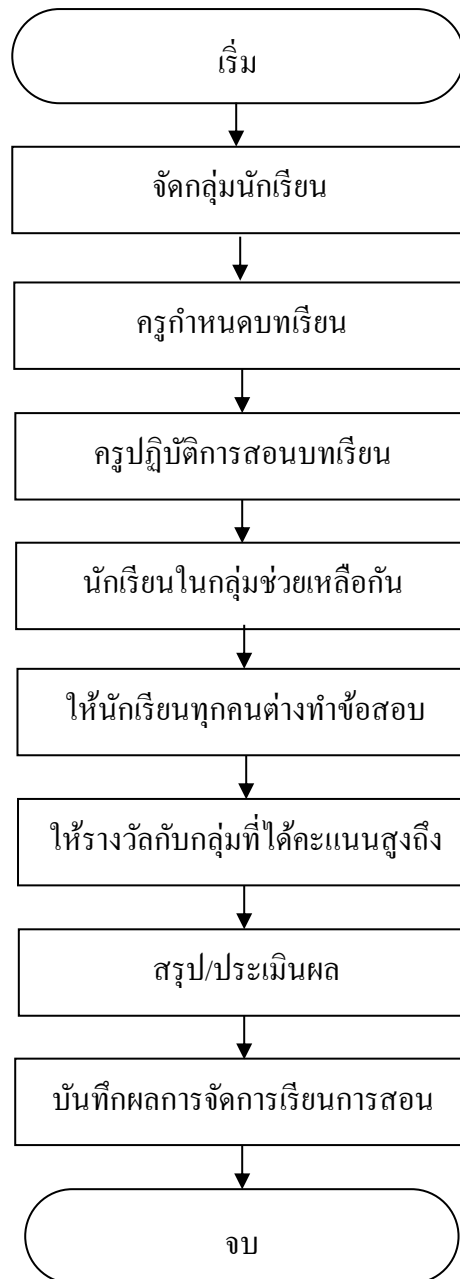 เริ่ม
จัดกลุ่มนักเรียน
ครูกำหนดบทเรียน
ครูปฏิบัติการสอนบทเรียน
นักเรียนในกลุ่มช่วยเหลือกัน
ให้นักเรียนทุกคนต่างทำข้อสอบ
ให้รางวัลกับกลุ่มที่ได้คะแนนสูงถึง
สรุป/ประเมินผล
บันทึกผลการจัดการเรียนการสอน
จบ